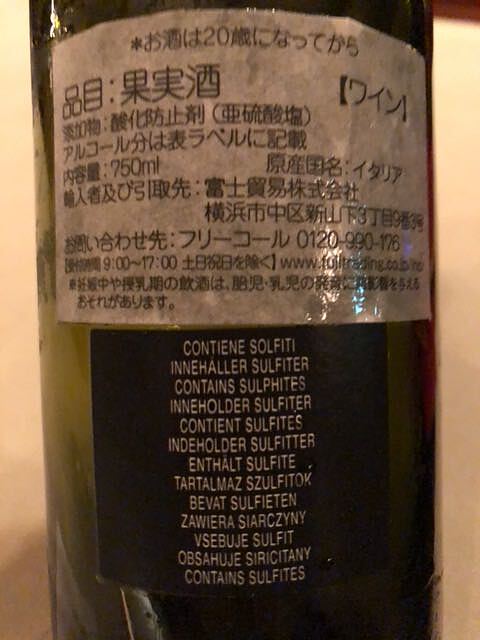 *お酒は20歳になってから
品目：果実酒 【ワイン】
添加物：酸化防止剤（亜硫酸塩）
アルコール分は表ラベルに記載
内容量：750ml 原産国名：イタリア
輸入者及び引取先：富士貿易株式会社
横浜市中区新山下3丁目9番3号
お問い合わせ先：フリーコール 0120-990-176
【受付時間 9:00～17:00 土日祝日を除く】 www.fujitrading.co.jp
※妊娠中や授乳期の飲酒は、胎児・乳児の発育に悪影響を与える
おそれがあります。
CONTIENE SOLFITI
INNEHÅLLER SULFITER
CONTAINS SULPHITES
INNEHOLDER SULFITER
CONTIENT SULFITES
INDEHOLDER SULFITTER
ENTHÄLT SULFITE
TARTALMAZ SZULFITOK
BEVAT SULFIETEN
ZAWIERA SIARCZYNY
VSEBUJE SULFIT
OBSAHUJE SIRICITANY
CONTAINS SULFITES